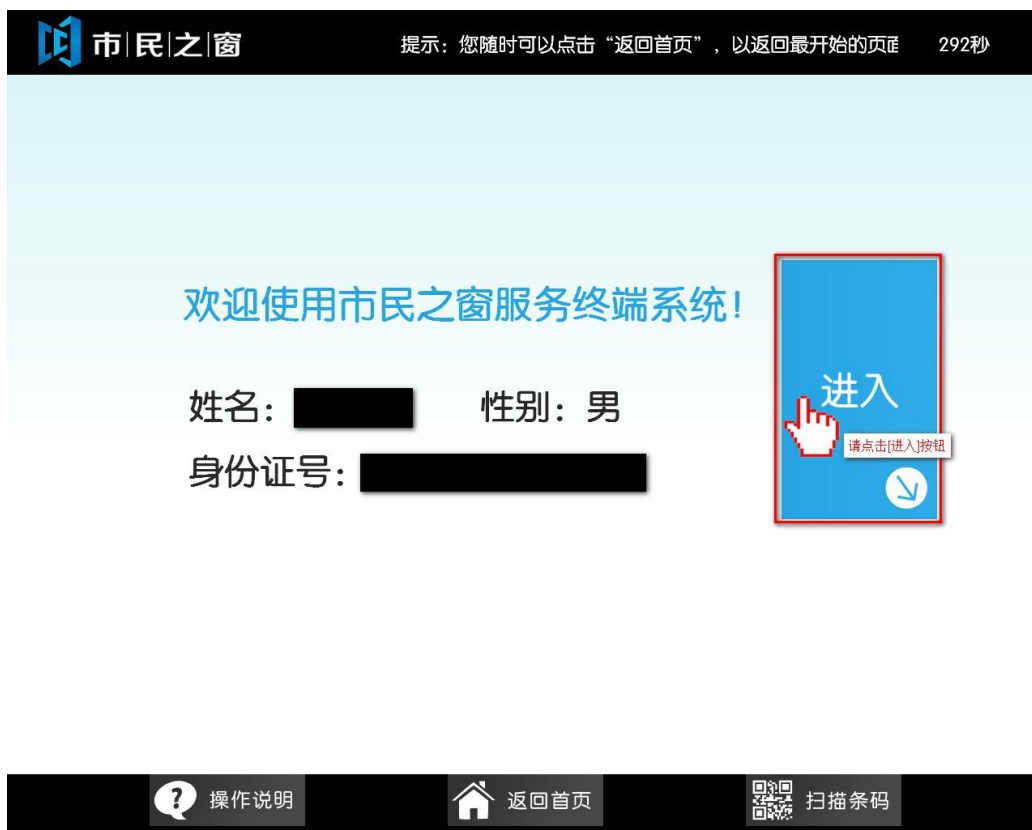 市民之窗
提示：您随时可以点击“返回首页”，以返回最开始的页
292秒
欢迎使用市民之窗服务终端系统！
姓名： 性别：男
身份证号：
进入
请点击[进入]按钮
操作说明 返回首页 扫描条码